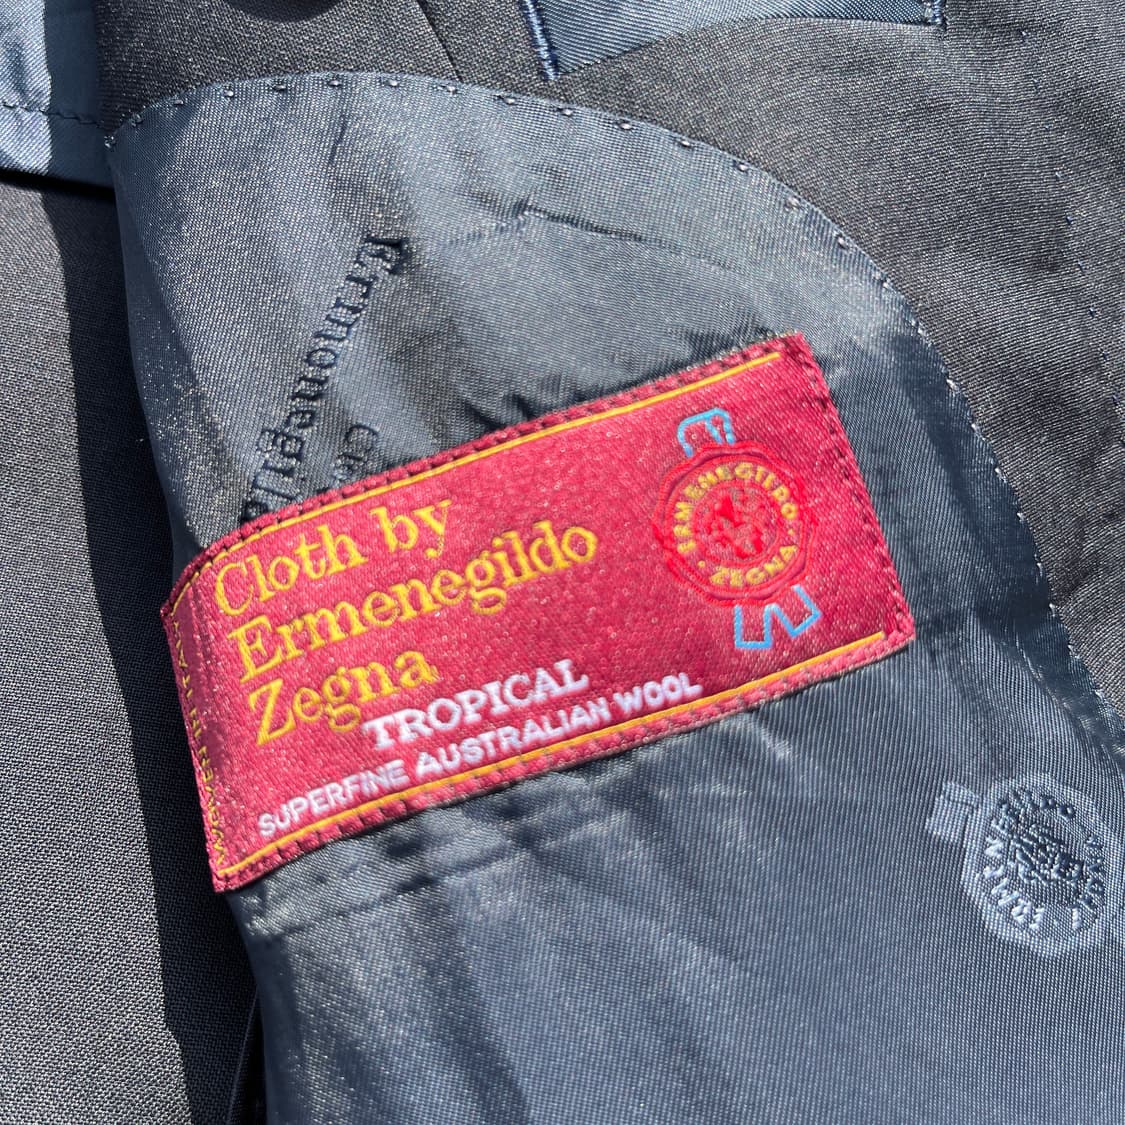 Cloth by
Ermenegildo
Zegna
TROPICAL
SUPERFINE AUSTRALIAN WOOL
ERMENEGILDO
ZEGNA